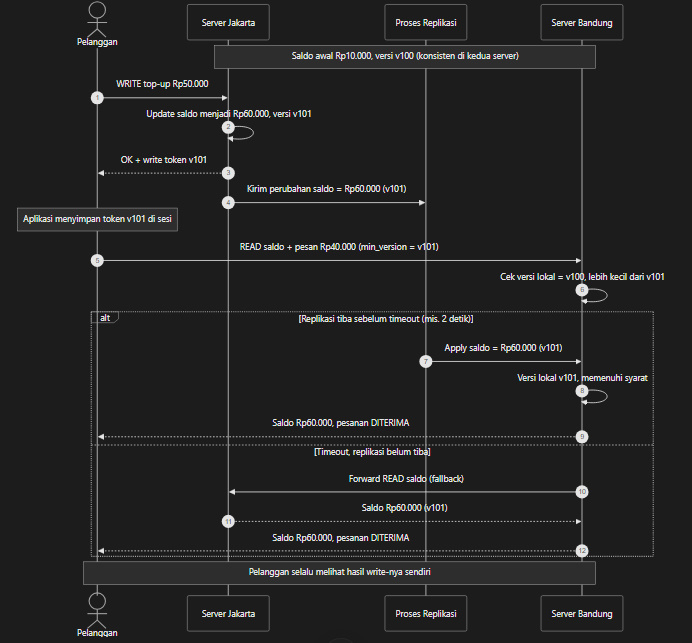 Pelanggan
Server Jakarta
Proses Replikasi
Server Bandung
Saldo awal Rp10.000, versi v100 (konsisten di kedua server)
1
WRITE top-up Rp50.000
Update saldo menjadi Rp60.000, versi v101
2
OK + write token v101
3
4
Kirim perubahan saldo = Rp60.000 (v101)
Aplikasi menyimpan token v101 di sesi
5
READ saldo + pesan Rp40.000 (min_version = v101)
Cek versi lokal = v100, lebih kecil dari v101
6
alt
[Replikasi tiba sebelum timeout (mis. 2 detik)]
7
Apply saldo = Rp60.000 (v101)
Versi lokal v101, memenuhi syarat
8
Saldo Rp60.000, pesanan DITERIMA
9
[Timeout, replikasi belum tiba]
Forward READ saldo (fallback)
10
11
Saldo Rp60.000 (v101)
Saldo Rp60.000, pesanan DITERIMA
12
Pelanggan selalu melihat hasil write-nya sendiri
Pelanggan
Server Jakarta
Proses Replikasi
Server Bandung